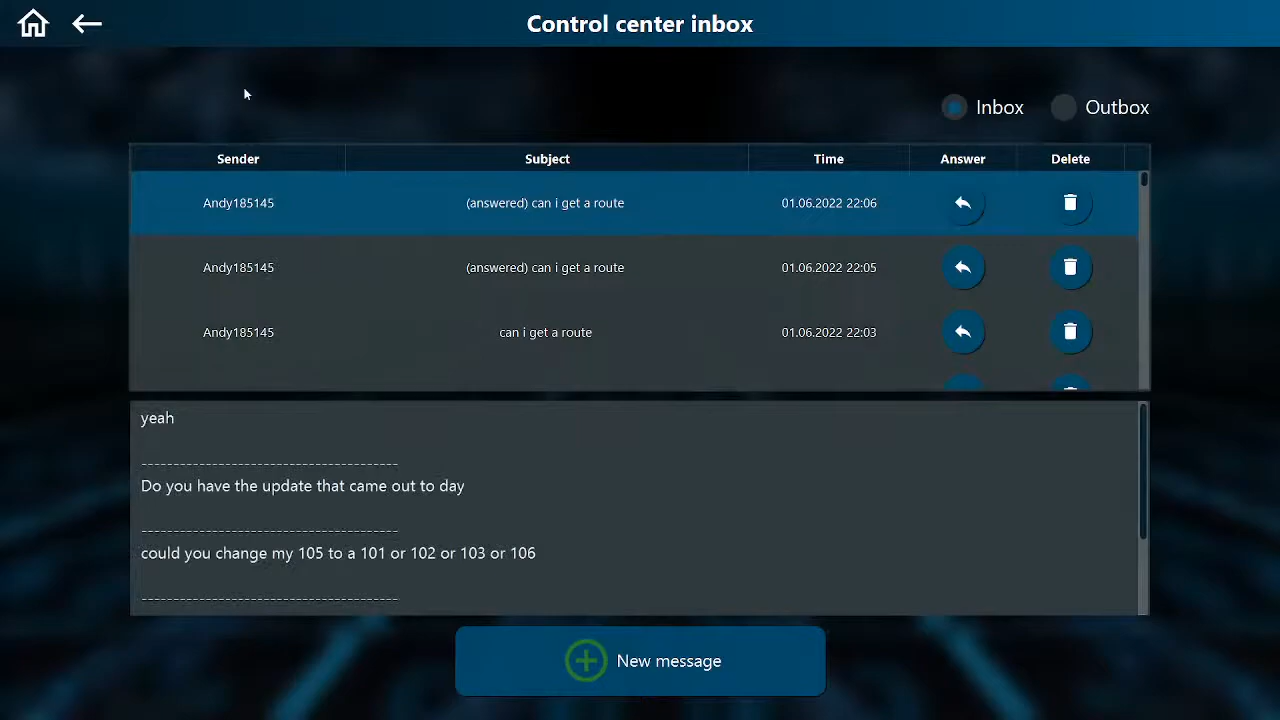 Control center inbox
Inbox Outbox
Sender Subject Time Answer Delete
Andy185145 (answered) can i get a route 01.06.2022 22:06
Andy185145 (answered) can i get a route 01.06.2022 22:05
Andy185145 can i get a route 01.06.2022 22:03
yeah
----------------------------------------
Do you have the update that came out to day
----------------------------------------
could you change my 105 to a 101 or 102 or 103 or 106
----------------------------------------
New message